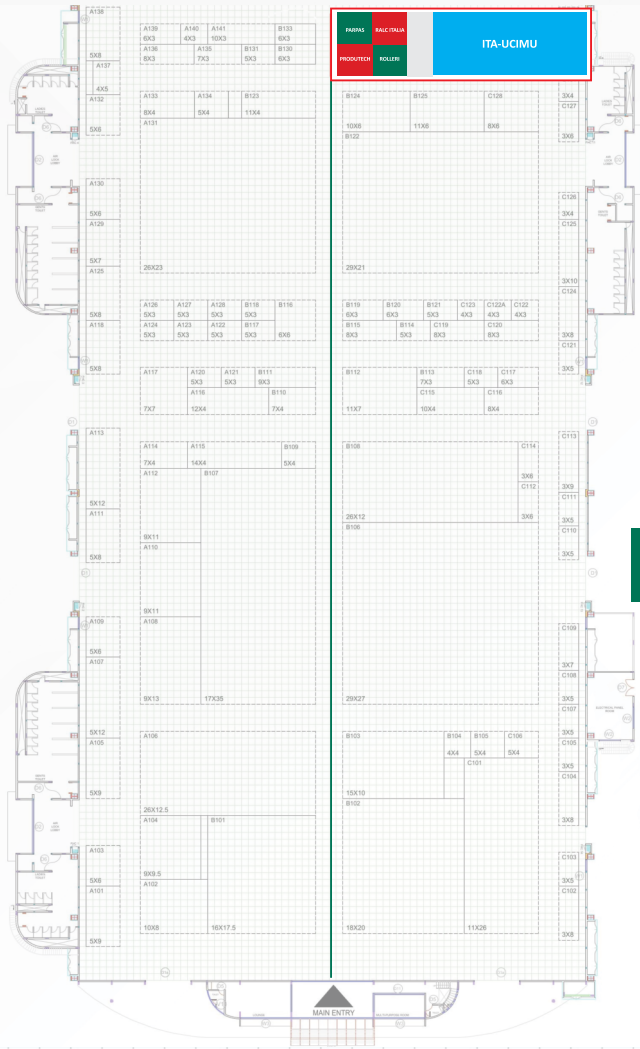 A138
5X8
A137
4X5
A132
5X6
A139
6X3
A140
4X3
A141
10X3
B133
6X3
A136
8X3
A135
7X3
B131
5X3
B130
6X3
PARPAS
RALC ITALIA
PRODUTECH
ROLLERI
ITA-UCIMU
A133
8X4
A134
5X4
B123
11X4
B124
10X6
B125
11X6
C128
8X6
3X4
C127
3X6
A131
26X23
B122
29X21
A130
5X6
A129
5X7
A125
5X8
A118
5X8
C126
3X4
C125
3X10
C124
3X8
C121
3X5
A126
5X3
A127
5X3
A128
5X3
B118
5X3
B116
6X6
A124
5X3
A123
5X3
A122
5X3
B117
5X3
B119
6X3
B120
6X3
B121
5X3
C123
4X3
C122A
4X3
C122
4X3
B115
8X3
B114
5X3
C119
8X3
C120
8X3
A117
7X7
A120
5X3
A121
5X3
B111
9X3
A116
12X4
B110
7X4
B112
11X7
B113
7X3
C118
5X3
C117
6X3
C115
10X4
C116
8X4
A113
5X12
A111
5X8
A114
7X4
A115
14X4
B109
5X4
A112
9X11
B107
17X35
A110
9X11
A108
9X13
B108
26X12
C114
3X6
C112
3X6
B106
29X27
C113
3X9
C111
3X5
C110
3X5
A109
5X6
A107
5X12
A105
5X9
C109
3X7
C108
3X5
C107
3X5
C105
3X5
C104
3X8
ELECTRICAL PANEL
ROOM
A106
26X12.5
B103
15X10
B104
4X4
B105
5X4
C106
5X4
C101
11X26
A104
9X9.5
B101
16X17.5
A102
10X8
B102
18X20
A103
5X6
A101
5X9
C103
3X5
C102
3X8
MAIN ENTRY